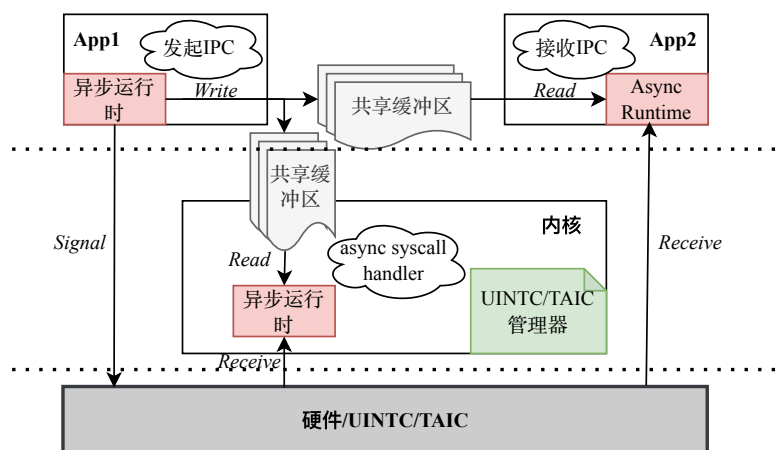 App1
发起IPC
接收IPC
App2
异步运行
时
Write
共享缓冲区
Read
Async
Runtime
共享缓
冲区
Signal
内核
Receive
Read
async syscall
handler
异步运行
时
UINTC/TAIC
管理器
Receive
硬件/UINTC/TAIC